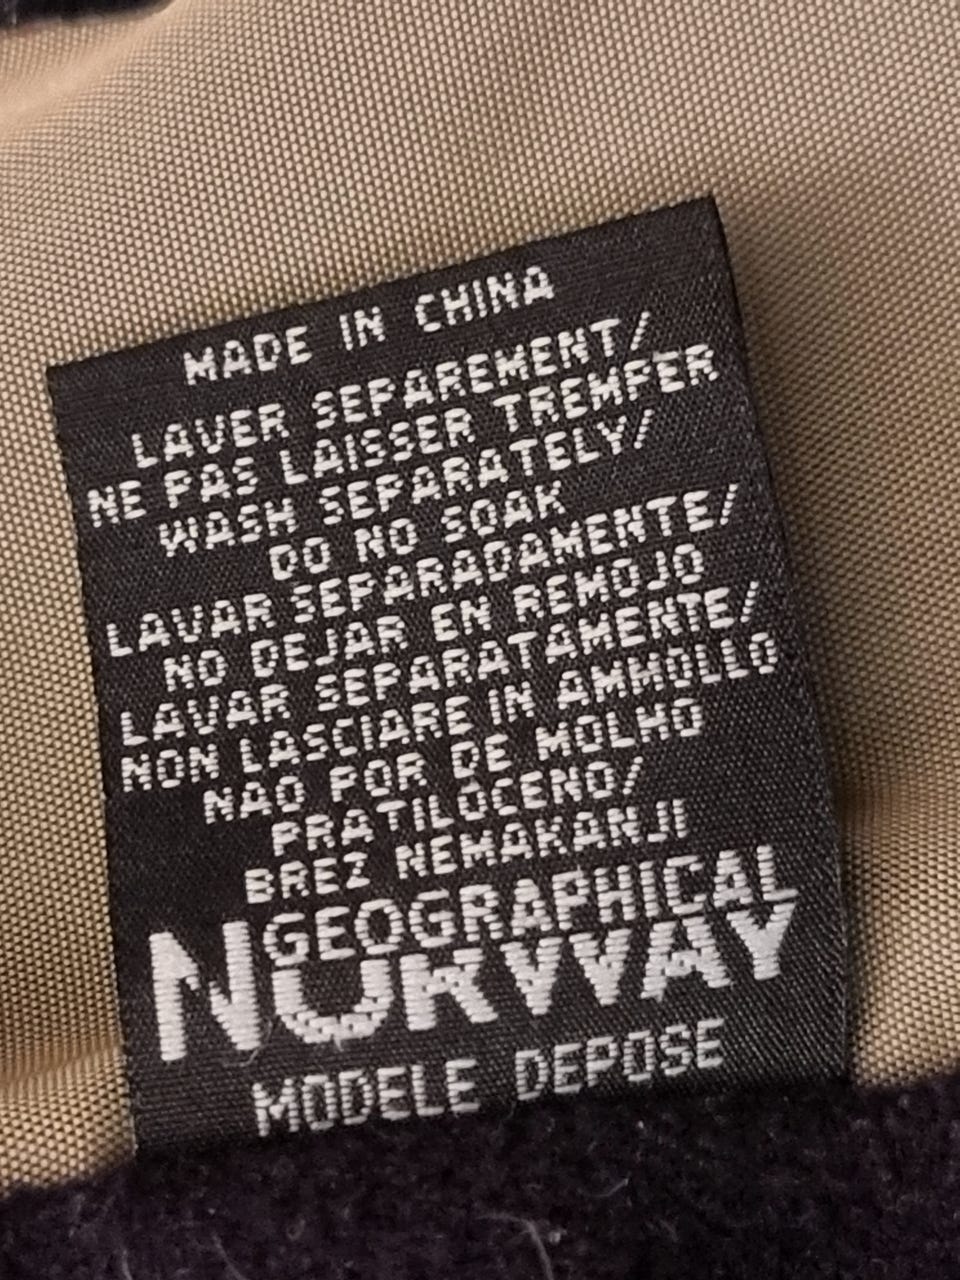 MADE IN CHINA
LAVER SEPAREMENT/
NE PAS LAISSER TREMPER
WASH SEPARATELY/
DO NO SOAK
LAVAR SEPARADAMENTE/
NO DEJAR EN REMOJO
LAVAR SEPARATAMENTE/
NON LASCIARE IN AMMOLLO
NAO POR DE MOLHO
PRATILOCENO/
BREZ NEMAKANJI
GEOGRAPHICAL
NORWAY
MODELE DEPOSE